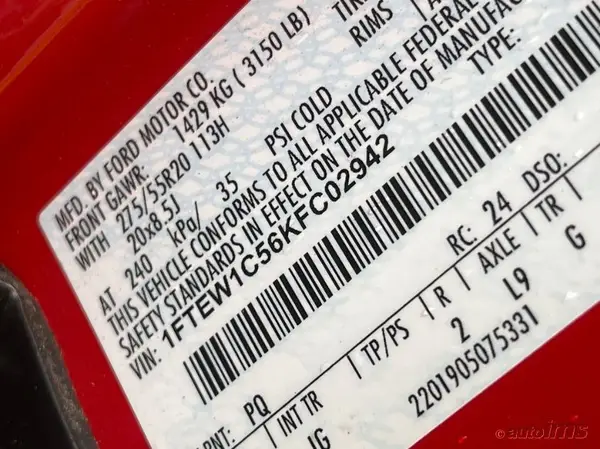 MFD. BY FORD MOTOR CO.
FRONT GAWR: 1429 KG ( 3150 LB)
WITH 275/55R20 113H TIR
20x8.5J RIMS
AT 240 kPa/ 35 PSI COLD
THIS VEHICLE CONFORMS TO ALL APPLICABLE FEDERAL
SAFETY STANDARDS IN EFFECT ON THE DATE OF MANUFAC
VIN: 1FTEW1C56KFC02942 TYPE:
RC: 24 DSO:
PNT: PQ
INT TR TP/PS R AXLE TR
JG 2 L9 G
2201905075331
autoims